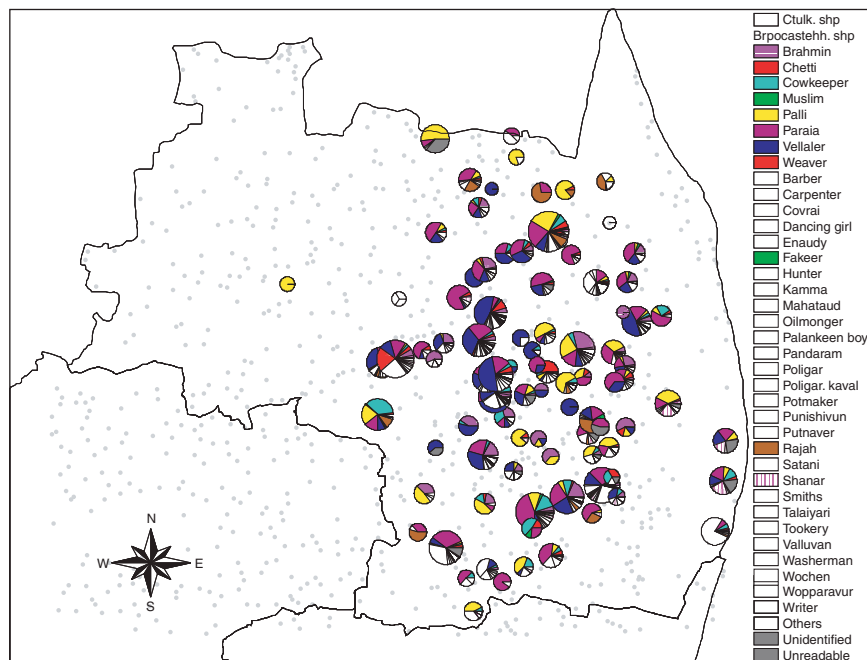 Ctulk. shp
Brpocastehh. shp
Brahmin
Chetti
Cowkeeper
Muslim
Palli
Paraia
Vellaler
Weaver
Barber
Carpenter
Covrai
Dancing girl
Enaudy
Fakeer
Hunter
Kamma
Mahataud
Oilmonger
Palankeen boy
Pandaram
Poligar
Poligar. kaval
Potmaker
Punishivun
Putnaver
Rajah
Satani
Shanar
Smiths
Talaiyari
Tookery
Valluvan
Washerman
Wochen
Wopparavur
Writer
Others
Unidentified
Unreadable
N
W E
S